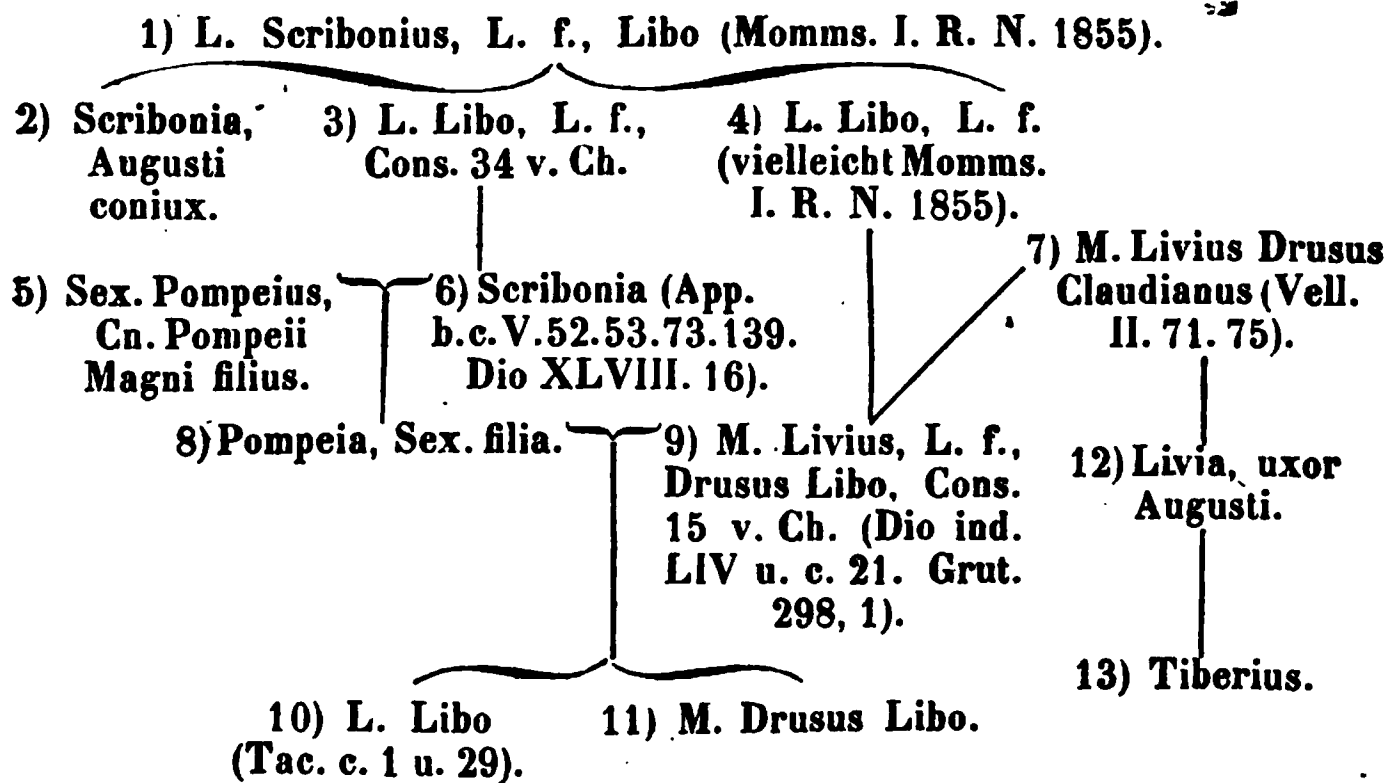 1) L. Scribonius, L. f., Libo (Momms. I. R. N. 1855).
2) Scribonia,
Augusti
coniux.
3) L. Libo, L. f.,
Cons. 34 v. Ch.
4) L. Libo, L. f.
(vielleicht Momms.
I. R. N. 1855).
5) Sex. Pompeius,
Cn. Pompeii
Magni filius.
6) Scribonia (App.
b.c. V. 52. 53. 73. 139.
Dio XLVIII. 16).
7) M. Livius Drusus
Claudianus (Vell.
II. 71. 75).
8) Pompeia, Sex. filia.
9) M. Livius, L. f.,
Drusus Libo, Cons.
15 v. Ch. (Dio ind.
LIV u. c. 21. Grut.
298, 1).
12) Livia, uxor
Augusti.
13) Tiberius.
10) L. Libo
(Tac. c. 1 u. 29).
11) M. Drusus Libo.